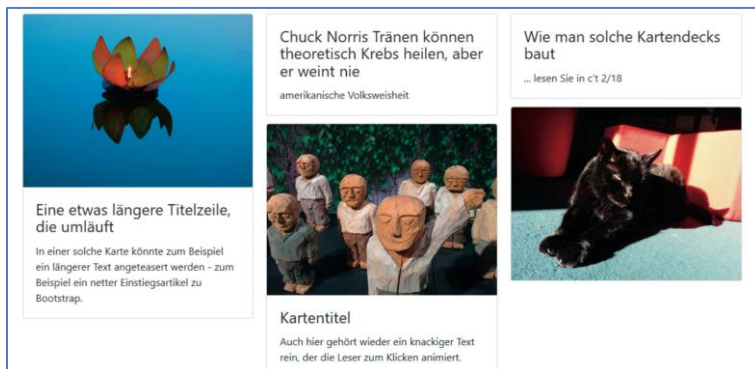 Eine etwas längere Titelzeile,
die umläuft
In einer solche Karte könnte zum Beispiel
ein längerer Text angeteasert werden - zum
Beispiel ein netter Einstiegsartikel zu
Bootstrap.
Chuck Norris Tränen können
theoretisch Krebs heilen, aber
er weint nie
amerikanische Volksweisheit
Kartentitel
Auch hier gehört wieder ein knackiger Text
rein, der die Leser zum Klicken animiert.
Wie man solche Kartendecks
baut
... lesen Sie in c't 2/18